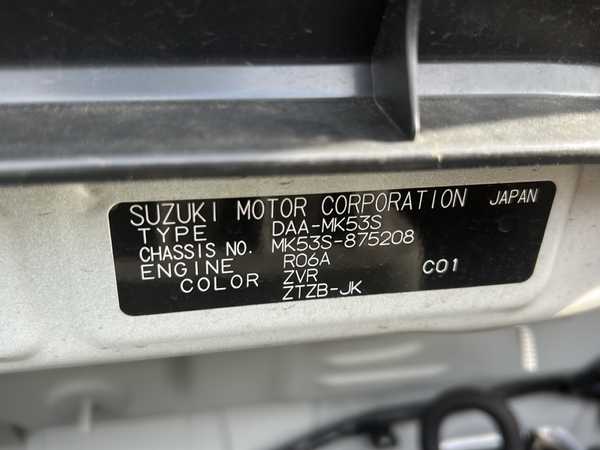 SUZUKI MOTOR CORPORATION JAPAN
TYPE DAA-MK53S
CHASSIS NO. MK53S-875208
ENGINE R06A
COLOR ZVR C01
ZTZB-JK